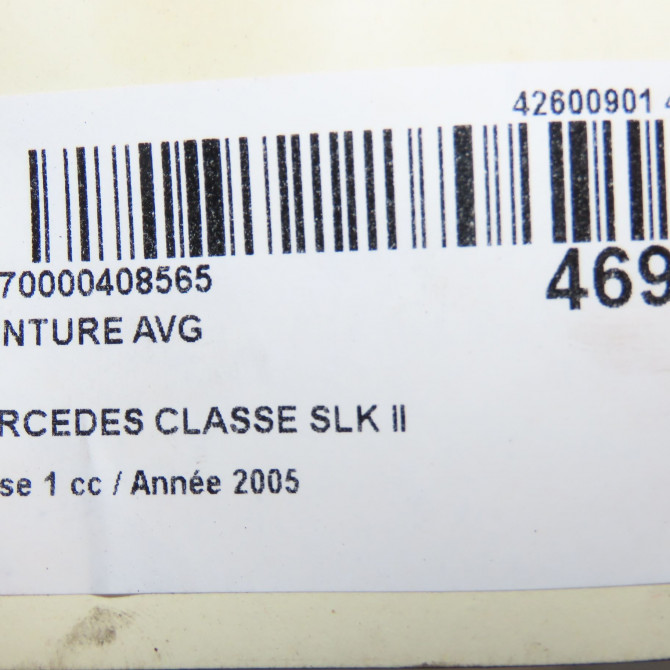 42600901 4
70000408565
469
NTURE AVG
RCEDES CLASSE SLK II
se 1 cc / Année 2005